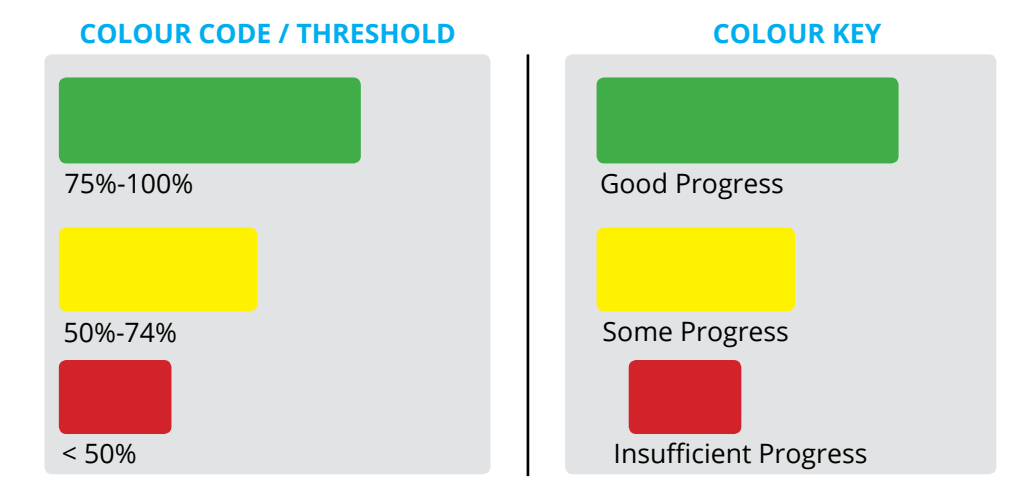 COLOUR CODE / THRESHOLD
75%-100%
50%-74%
< 50%
COLOUR KEY
Good Progress
Some Progress
Insufficient Progress